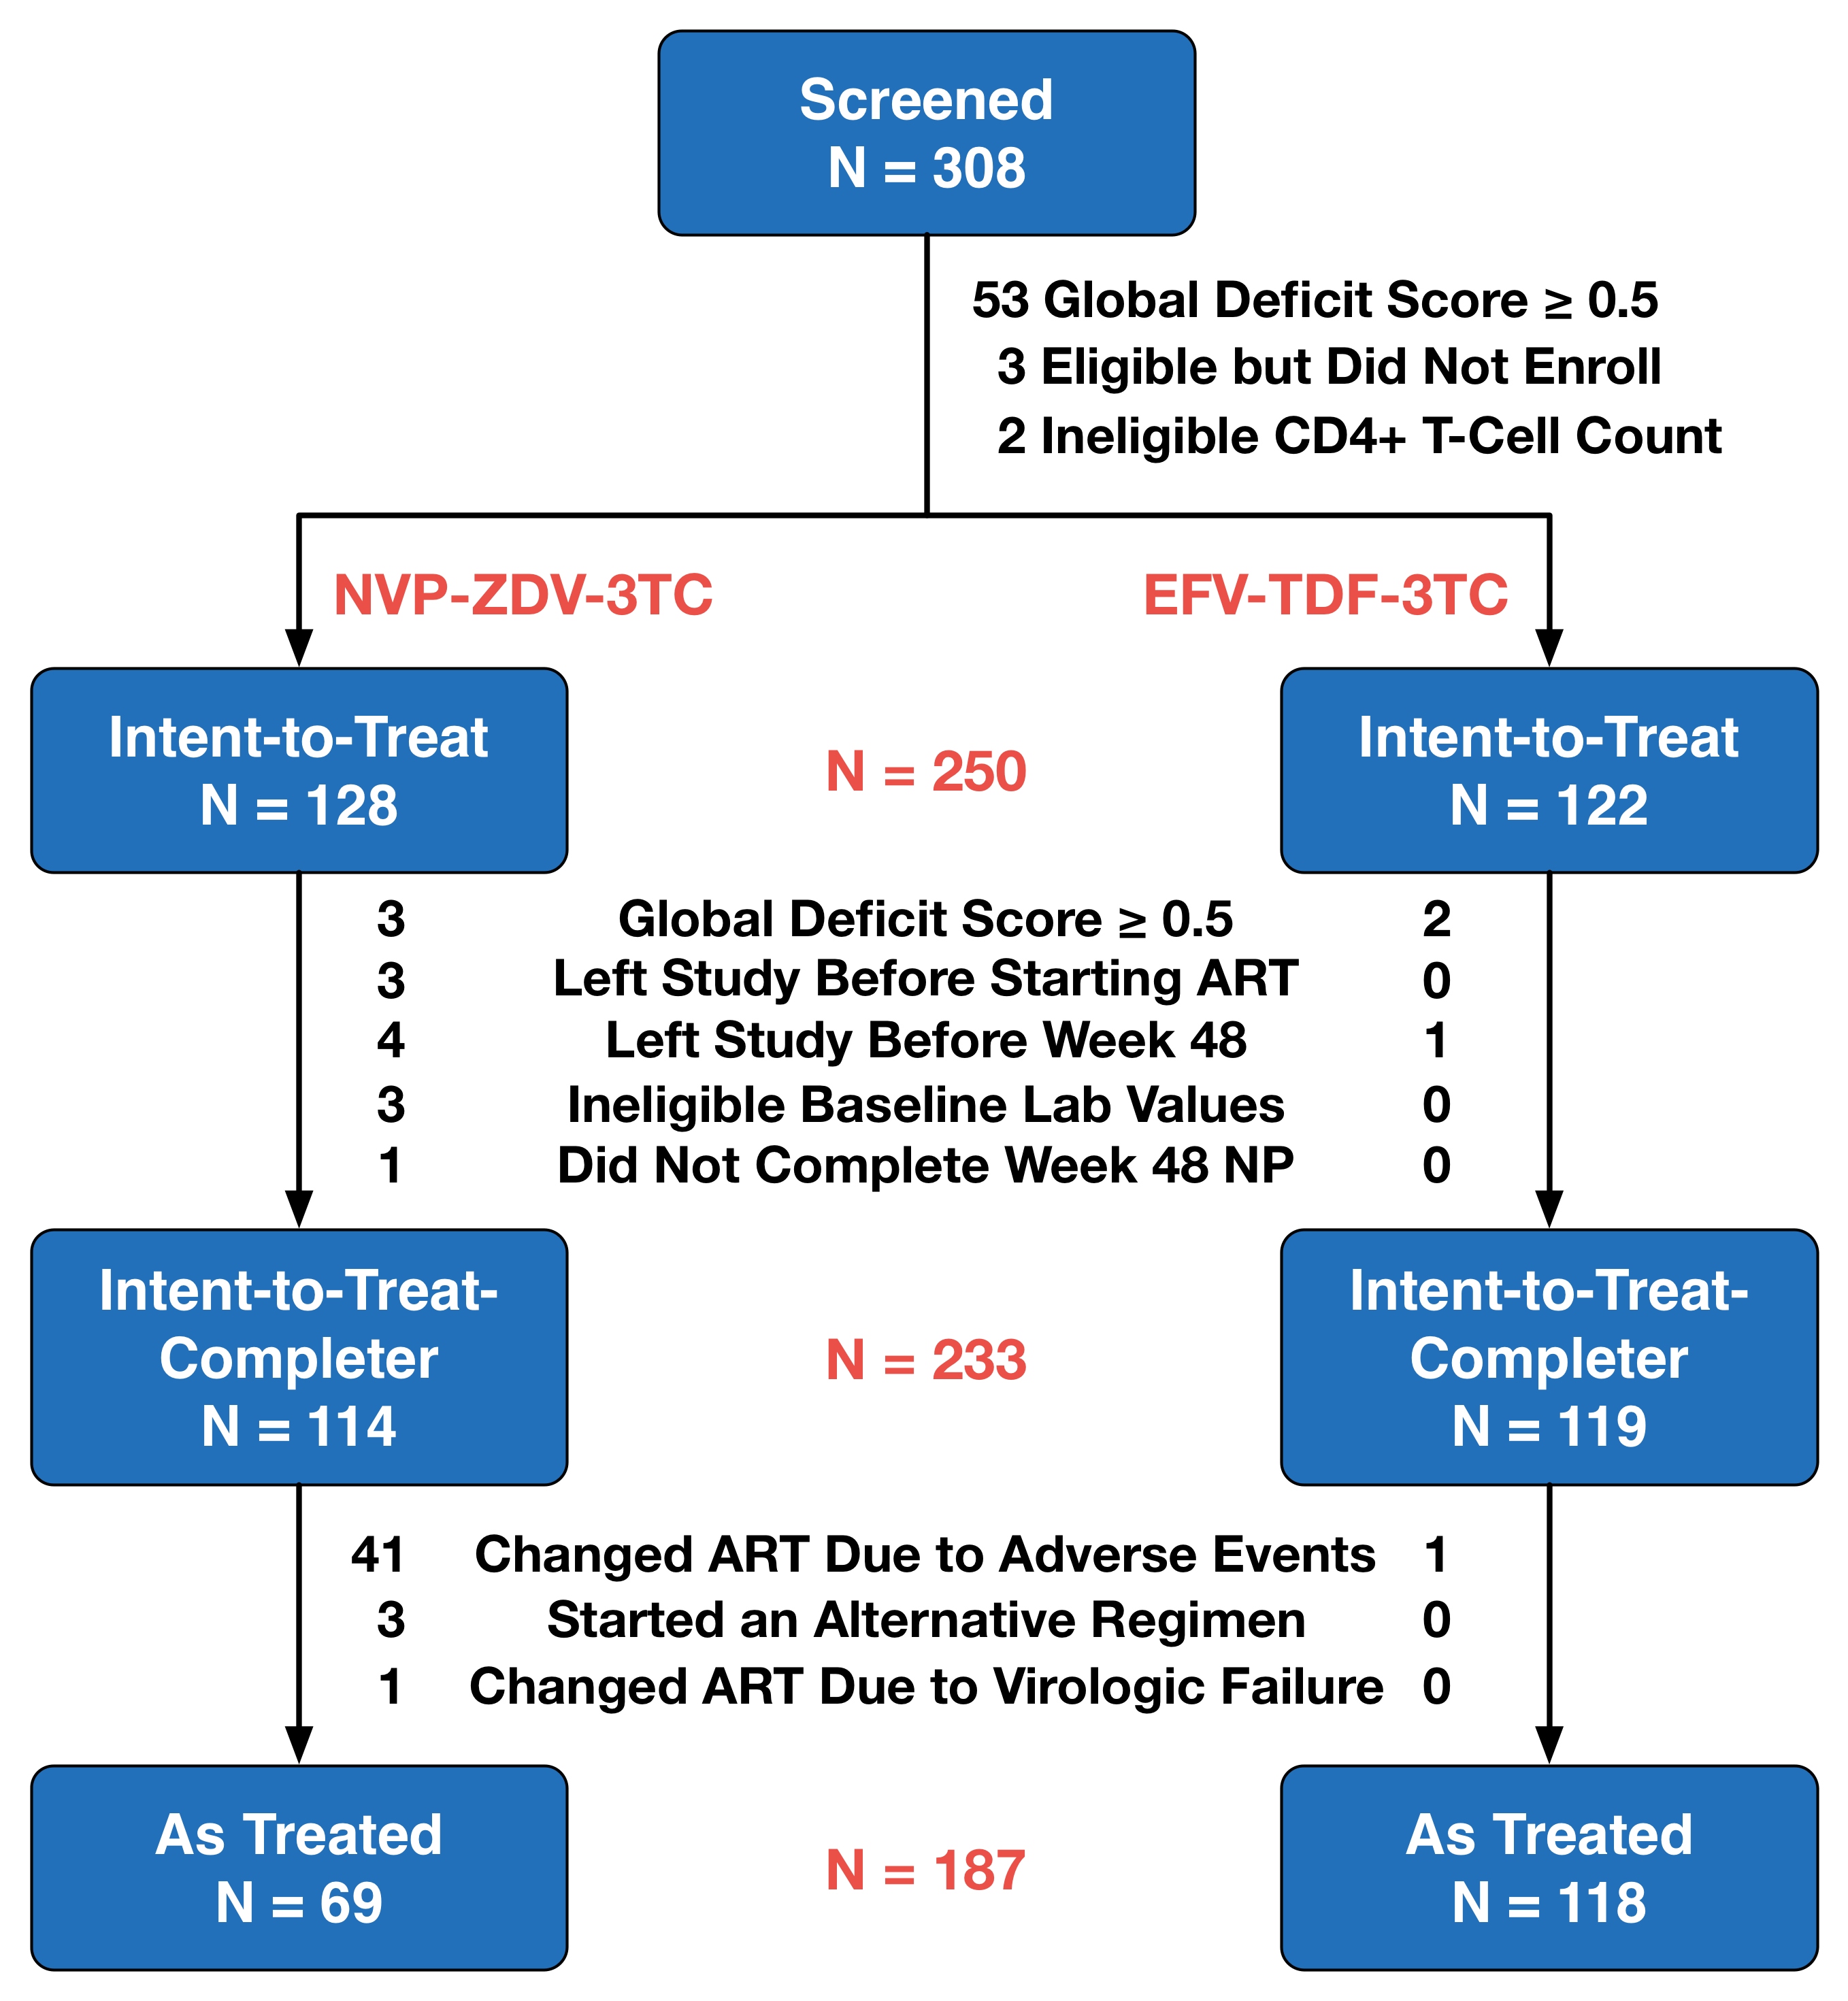 Screened
N = 308
53 Global Deficit Score ≥ 0.5
3 Eligible but Did Not Enroll
2 Ineligible CD4+ T-Cell Count
NVP-ZDV-3TC
EFV-TDF-3TC
Intent-to-Treat
N = 128
N = 250
Intent-to-Treat
N = 122
3 Global Deficit Score ≥ 0.5 2
3 Left Study Before Starting ART 0
4 Left Study Before Week 48 1
3 Ineligible Baseline Lab Values 0
1 Did Not Complete Week 48 NP 0
Intent-to-Treat-
Completer
N = 114
N = 233
Intent-to-Treat-
Completer
N = 119
41 Changed ART Due to Adverse Events 1
3 Started an Alternative Regimen 0
1 Changed ART Due to Virologic Failure 0
As Treated
N = 69
N = 187
As Treated
N = 118